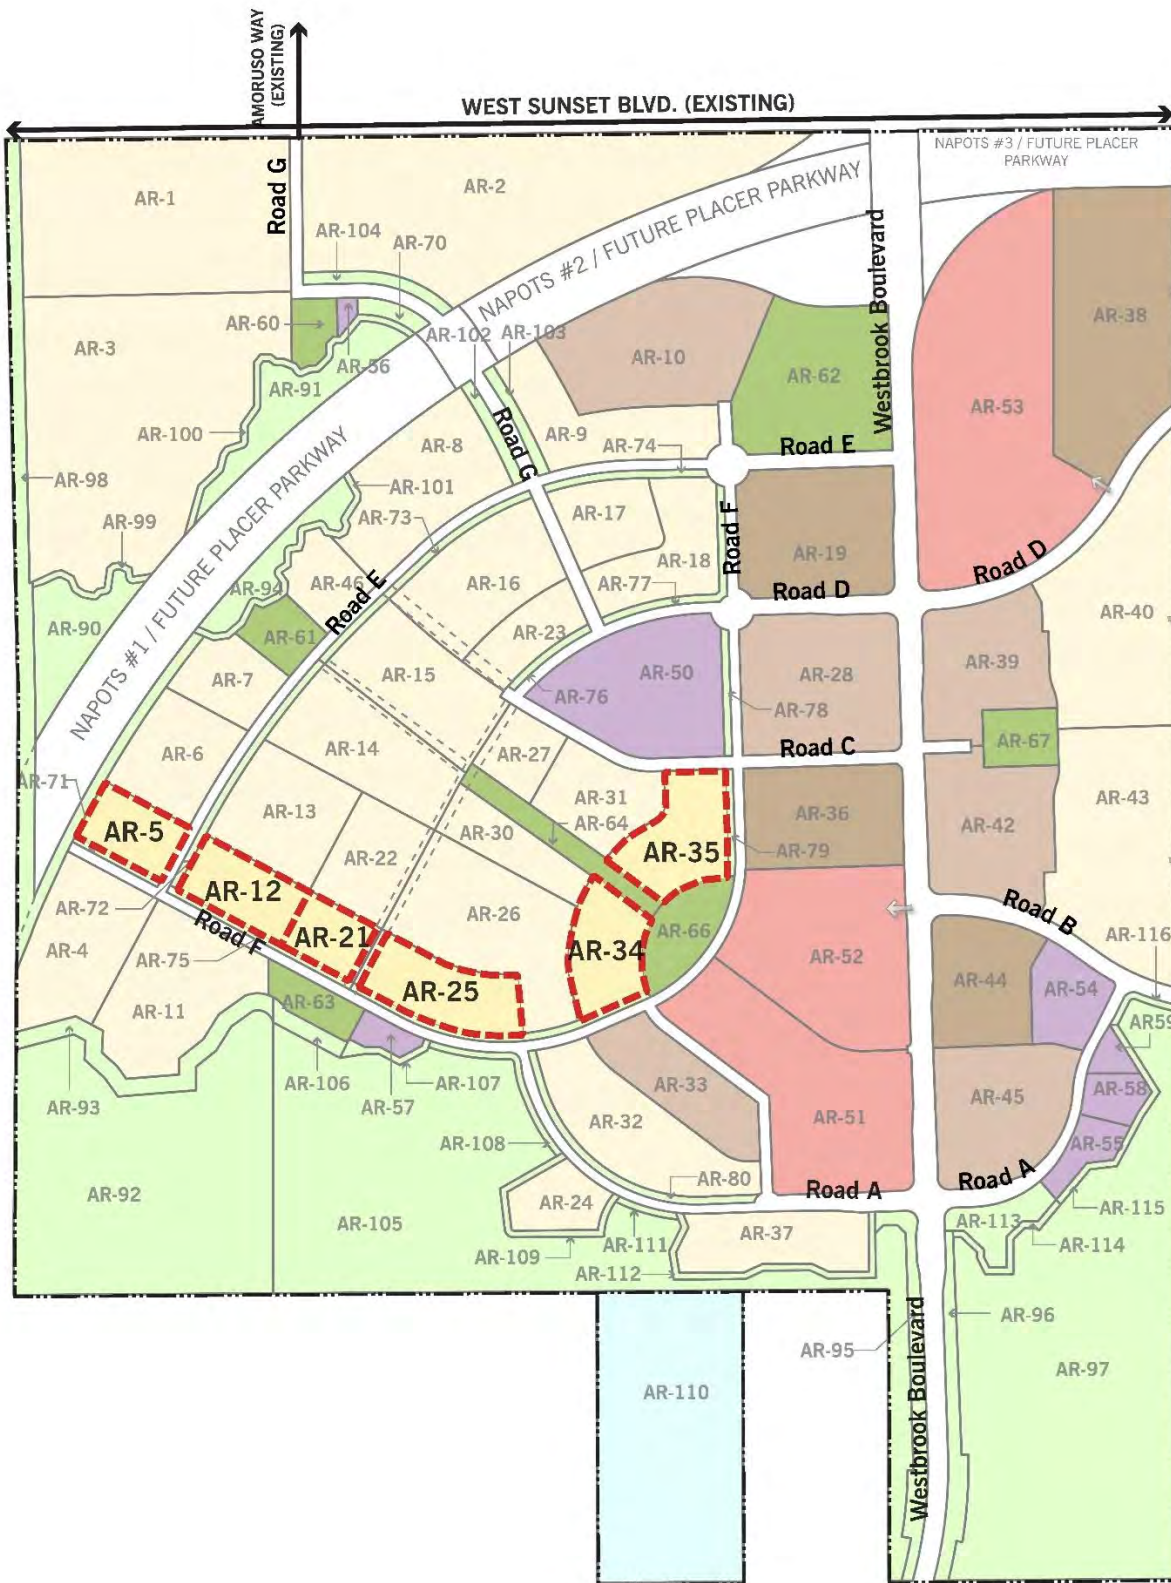 AMORUSO WAY
(EXISTING)
WEST SUNSET BLVD. (EXISTING)
NAPOTS #3 / FUTURE PLACER
PARKWAY
AR-1
Road G
AR-2
NAPOTS #2 / FUTURE PLACER PARKWAY
Westbrook Boulevard
AR-104
AR-70
AR-60
AR-56
AR-102
AR-103
AR-3
AR-10
AR-62
AR-53
AR-38
AR-91
AR-100
AR-8
Road G
AR-9
AR-74
Road E
AR-98
AR-99
AR-101
AR-73
NAPOTS #1 / FUTURE PLACER PARKWAY
AR-17
AR-18
Road F
AR-19
Road D
AR-94
AR-46
Road E
AR-16
AR-77
Road D
AR-90
AR-61
AR-23
AR-40
AR-7
AR-15
AR-76
AR-50
AR-28
AR-39
AR-78
AR-6
AR-14
AR-27
Road C
AR-67
AR-71
AR-5
AR-13
AR-31
AR-43
AR-22
AR-30
AR-64
AR-36
AR-42
AR-35
AR-79
AR-12
AR-72
AR-26
Road B
AR-4
Road F
AR-21
AR-34
AR-66
AR-52
AR-116
AR-75
AR-25
AR-44
AR-54
AR-11
AR-63
AR59
AR-93
AR-106
AR-57
AR-107
AR-33
AR-51
AR-45
AR-58
AR-32
AR-108
AR-55
AR-92
AR-80
Road A
Road A
AR-24
AR-105
AR-115
AR-109
AR-111
AR-37
AR-113
AR-114
AR-112
AR-96
AR-95
AR-97
AR-110
Westbrook Boulevard